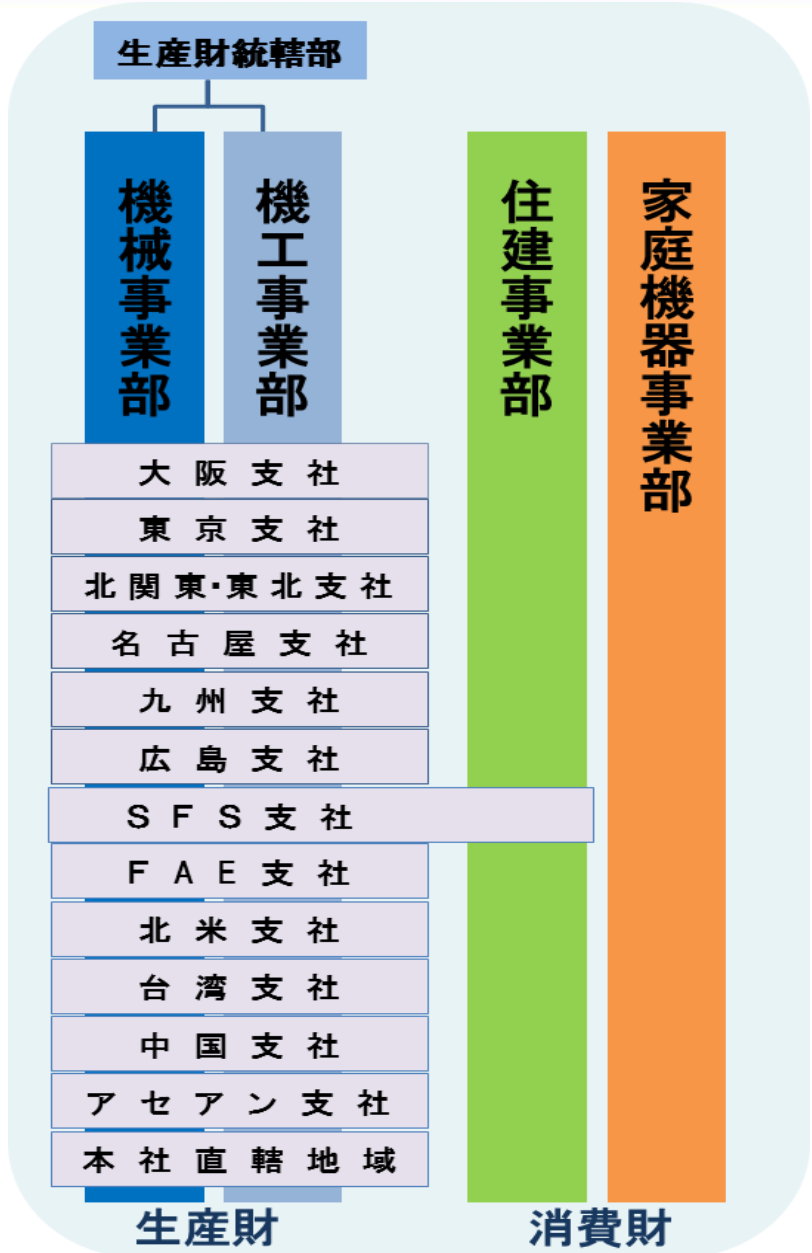 生産財統轄部
機械事業部
機工事業部
住建事業部
家庭機器事業部
大阪支社
東京支社
北関東・東北支社
名古屋支社
九州支社
広島支社
SFS支社
FAE支社
北米支社
台湾支社
中国支社
アセアン支社
本社直轄地域
生産財
消費財